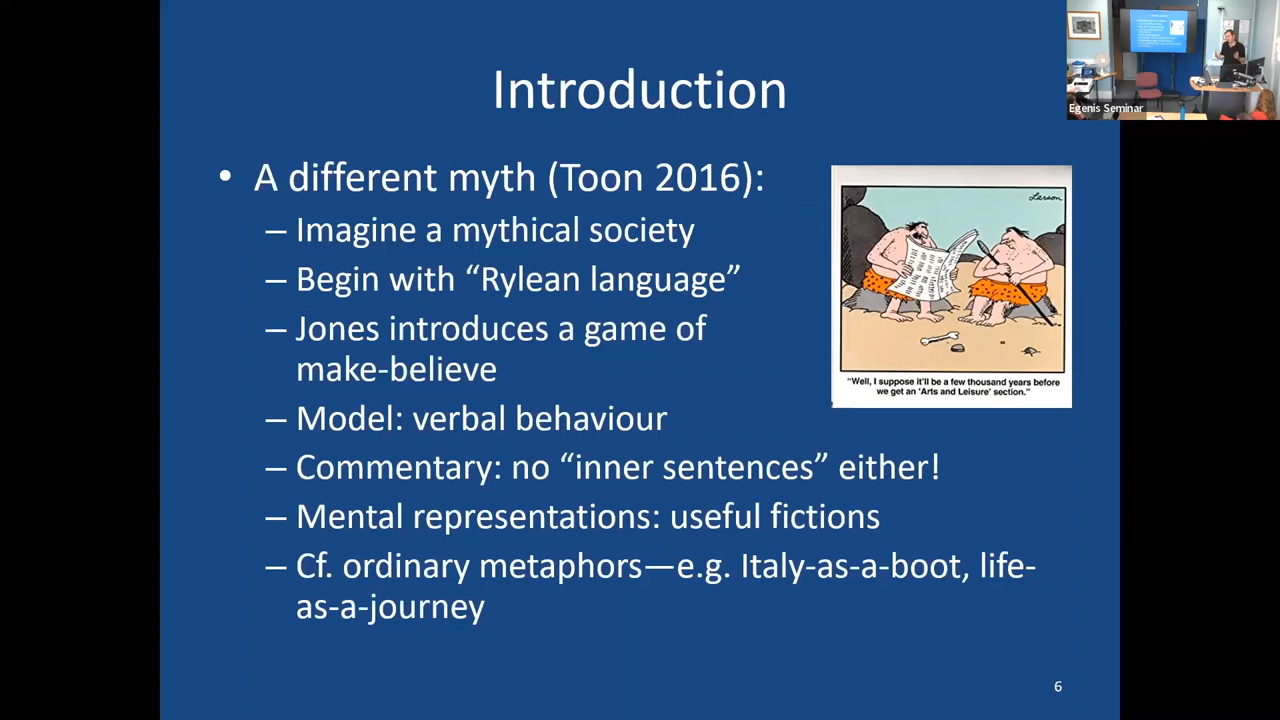 Introduction
Egenis Seminar
• A different myth (Toon 2016):
– Imagine a mythical society
– Begin with “Rylean language”
– Jones introduces a game of
make-believe
– Model: verbal behaviour
– Commentary: no “inner sentences” either!
– Mental representations: useful fictions
– Cf. ordinary metaphors—e.g. Italy-as-a-boot, life-
as-a-journey
Larson
“Well, I suppose it'll be a few thousand years before
we get an ‘Arts and Leisure’ section.”
6